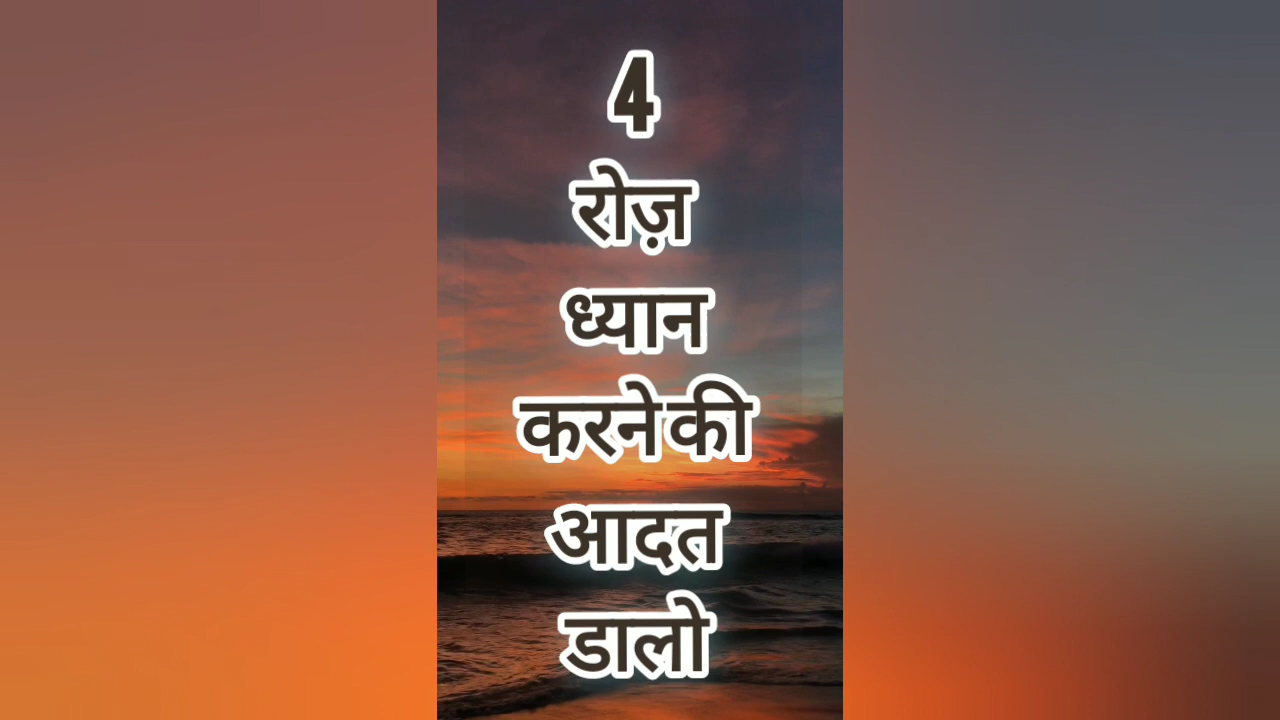 4
रोज़
ध्यान
करने की
आदत
डालो